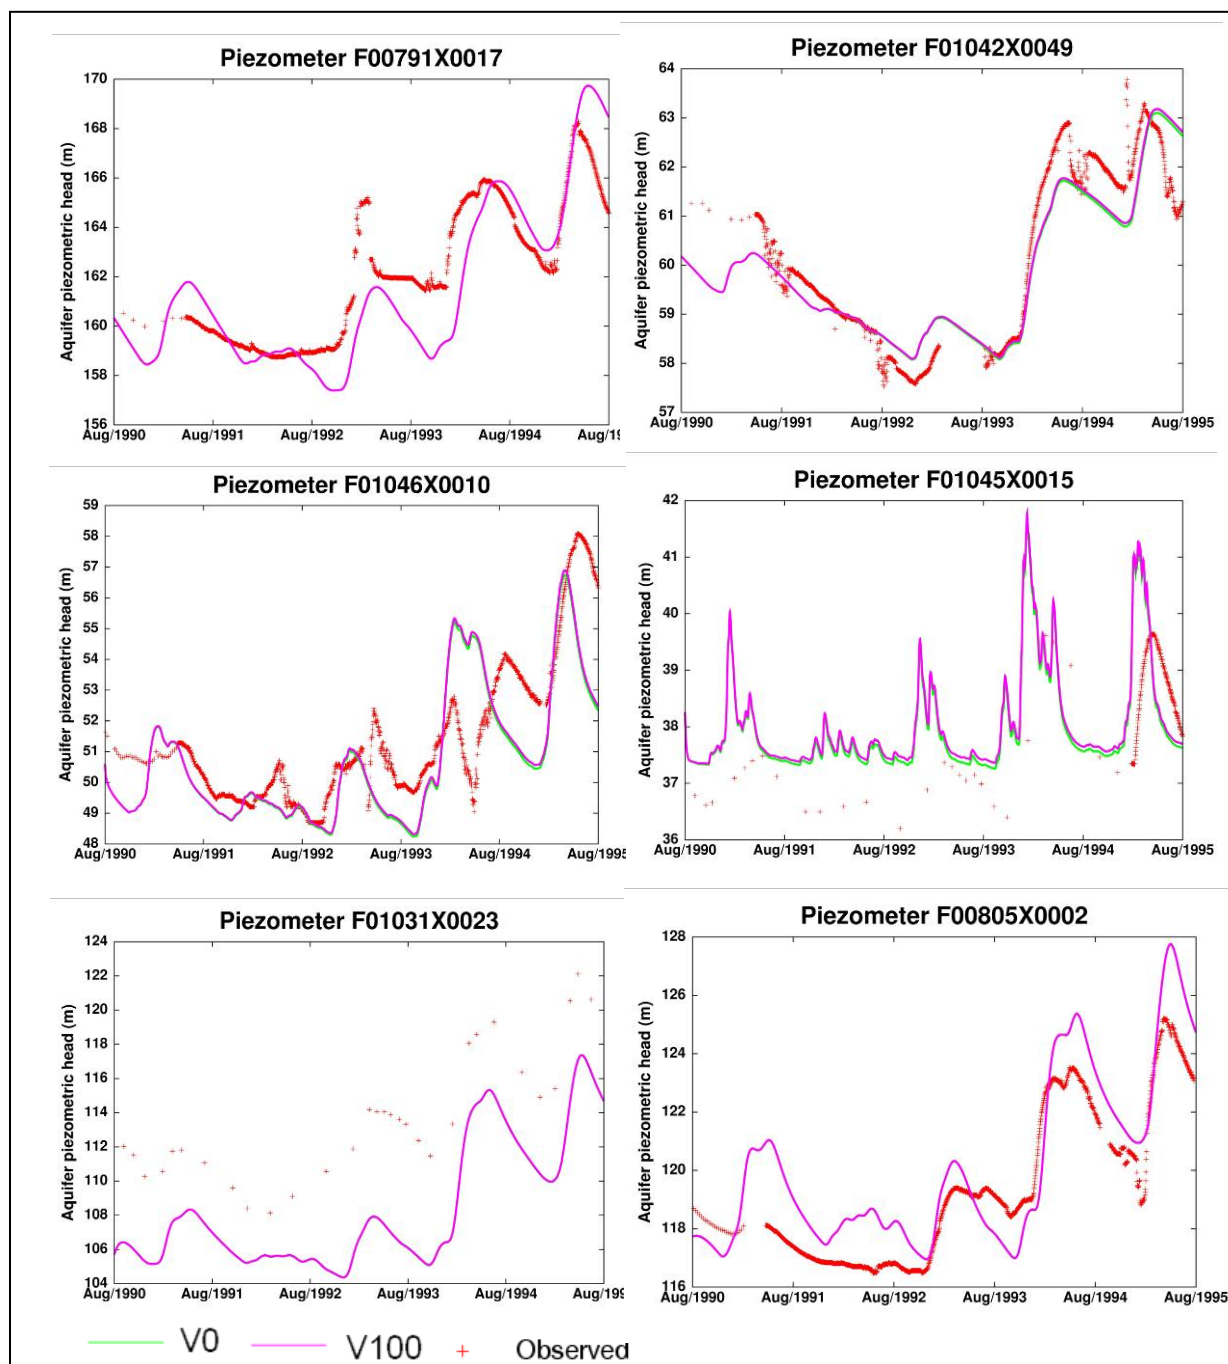 Piezometer F00791X0017
Aquifer piezometric head (m)
170
168
166
164
162
160
158
156
Aug/1990 Aug/1991 Aug/1992 Aug/1993 Aug/1994 Aug/19
Piezometer F01042X0049
Aquifer piezometric head (m)
64
63
62
61
60
59
58
57
Aug/1990 Aug/1991 Aug/1992 Aug/1993 Aug/1994 Aug/1995
Piezometer F01046X0010
Aquifer piezometric head (m)
59
58
57
56
55
54
53
52
51
50
49
48
Aug/1990 Aug/1991 Aug/1992 Aug/1993 Aug/1994 Aug/1995
Piezometer F01045X0015
Aquifer piezometric head (m)
42
41
40
39
38
37
36
Aug/1990 Aug/1991 Aug/1992 Aug/1993 Aug/1994 Aug/1995
Piezometer F01031X0023
Aquifer piezometric head (m)
124
122
120
118
116
114
112
110
108
106
104
Aug/1990 Aug/1991 Aug/1992 Aug/1993 Aug/1994 Aug/199
Piezometer F00805X0002
Aquifer piezometric head (m)
128
126
124
122
120
118
116
Aug/1990 Aug/1991 Aug/1992 Aug/1993 Aug/1994 Aug/1995
V0 V100 + Observed